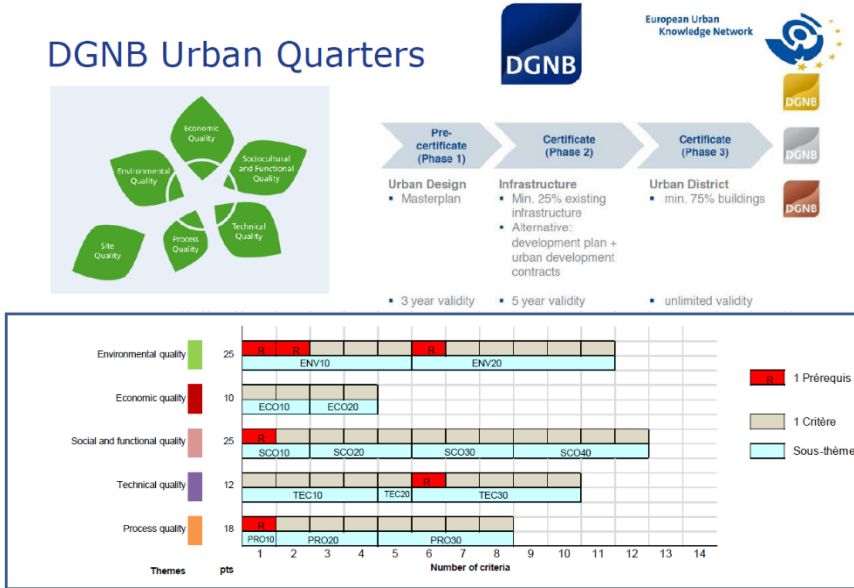 DGNB Urban Quarters
DGNB
European Urban
Knowledge Network
DGNB
DGNB
DGNB
Economic
Quality
Environmental
Quality
Sociocultural
and Functional
Quality
Site
Quality
Process
Quality
Technical
Quality
Pre-
certificate
(Phase 1)
Certificate
(Phase 2)
Certificate
(Phase 3)
Urban Design
▪ Masterplan
▪ 3 year validity
Infrastructure
▪ Min. 25% existing
infrastructure
▪ Alternative:
development plan +
urban development
contracts
▪ 5 year validity
Urban District
▪ min. 75% buildings
▪ unlimited validity
Environmental quality 25
R R R
ENV10 ENV20
Economic quality 10
ECO10 ECO20
Social and functional quality 25
R
SCO10 SCO20 SCO30 SCO40
Technical quality 12
R
TEC10 TEC20 TEC30
Process quality 18
R
PRO10 PRO20 PRO30
1 2 3 4 5 6 7 8 9 10 11 12 13 14
Themes pts Number of criteria
R 1 Prérequis
1 Critère
Sous-thème